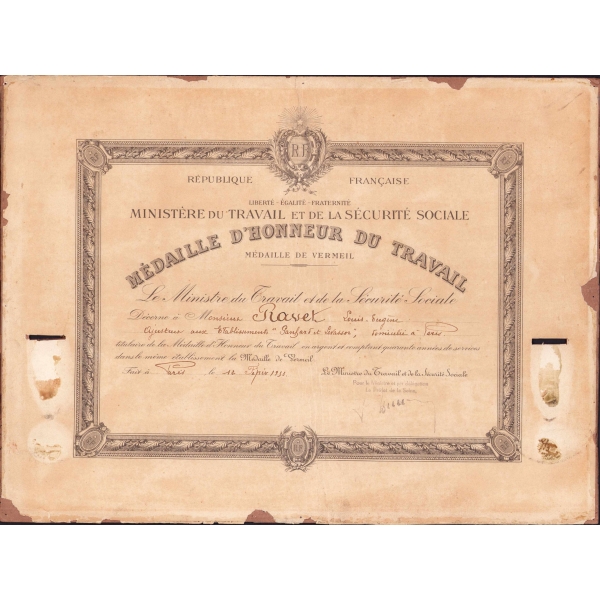 RF
RÉPUBLIQUE FRANÇAISE
LIBERTÉ - ÉGALITÉ - FRATERNITÉ
MINISTÈRE DU TRAVAIL ET DE LA SÉCURITÉ SOCIALE
MÉDAILLE D'HONNEUR DU TRAVAIL
MÉDAILLE DE VERMEIL
Le Ministre du Travail et de la Sécurité Sociale
Décerne à Monsieur Ravet Louis-Eugène
Ajusteur aux Etablissements "Panhard et Levassor", domicilié à Paris
titulaire de la Médaille d'Honneur du Travail en argent et comptant quarante années de services
dans le même établissement la Médaille de Vermeil
Fait à Paris le 12
Le Ministre du Travail et de la Sécurité Sociale